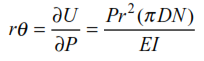 rθ = ∂U/∂P = Pr²(πDN)/EI